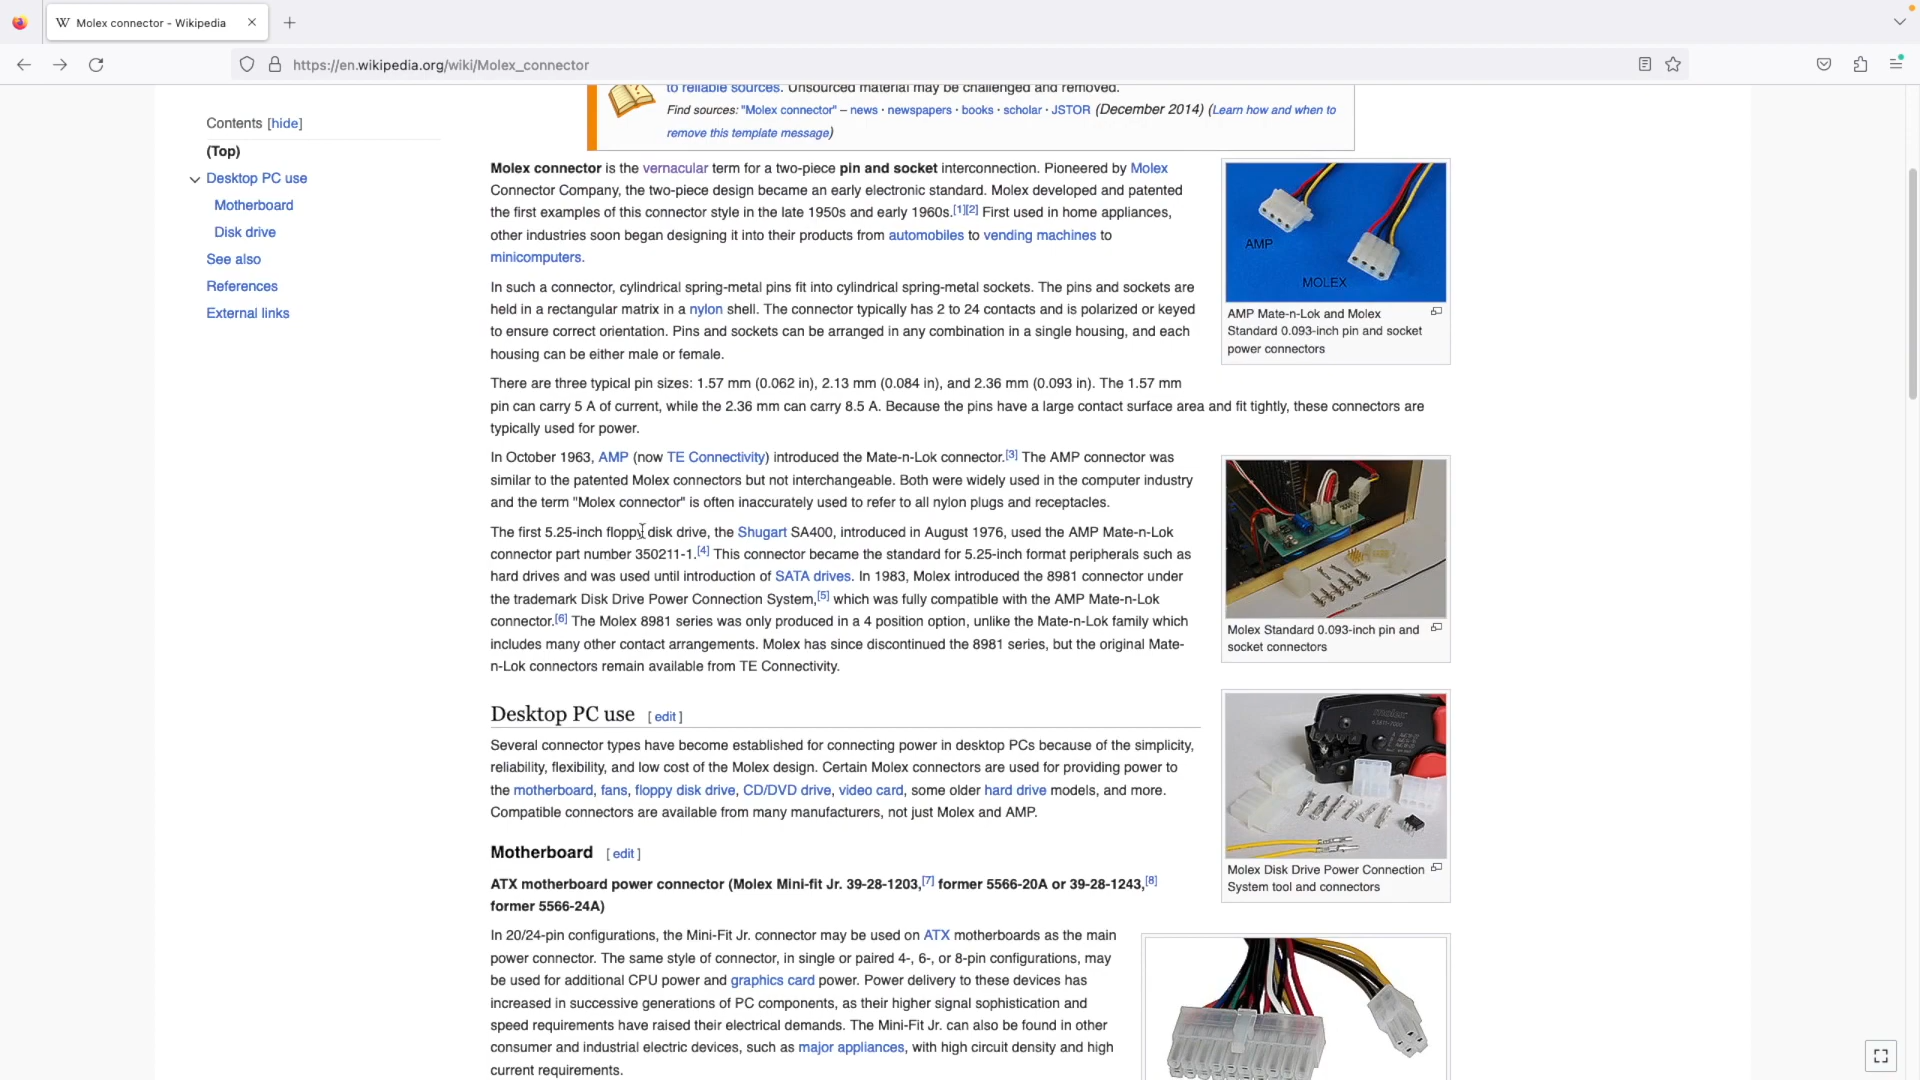 Molex connector - Wikipedia
https://en.wikipedia.org/wiki/Molex_connector
to reliable sources. Unsourced material may be challenged and removed.
Find sources: "Molex connector" – news · newspapers · books · scholar · JSTOR (December 2014) (Learn how and when to
remove this template message)
Contents [hide]
(Top)
Desktop PC use
Motherboard
Disk drive
See also
References
External links
Molex connector is the vernacular term for a two-piece pin and socket interconnection. Pioneered by Molex
Connector Company, the two-piece design became an early electronic standard. Molex developed and patented
the first examples of this connector style in the late 1950s and early 1960s.[1][2] First used in home appliances,
other industries soon began designing it into their products from automobiles to vending machines to
minicomputers.
In such a connector, cylindrical spring-metal pins fit into cylindrical spring-metal sockets. The pins and sockets are
held in a rectangular matrix in a nylon shell. The connector typically has 2 to 24 contacts and is polarized or keyed
to ensure correct orientation. Pins and sockets can be arranged in any combination in a single housing, and each
housing can be either male or female.
AMP
MOLEX
AMP Mate-n-Lok and Molex
Standard 0.093-inch pin and socket
power connectors
There are three typical pin sizes: 1.57 mm (0.062 in), 2.13 mm (0.084 in), and 2.36 mm (0.093 in). The 1.57 mm
pin can carry 5 A of current, while the 2.36 mm can carry 8.5 A. Because the pins have a large contact surface area and fit tightly, these connectors are
typically used for power.
In October 1963, AMP (now TE Connectivity) introduced the Mate-n-Lok connector.[3] The AMP connector was
similar to the patented Molex connectors but not interchangeable. Both were widely used in the computer industry
and the term "Molex connector" is often inaccurately used to refer to all nylon plugs and receptacles.
The first 5.25-inch floppy disk drive, the Shugart SA400, introduced in August 1976, used the AMP Mate-n-Lok
connector part number 350211-1.[4] This connector became the standard for 5.25-inch format peripherals such as
hard drives and was used until introduction of SATA drives. In 1983, Molex introduced the 8981 connector under
the trademark Disk Drive Power Connection System,[5] which was fully compatible with the AMP Mate-n-Lok
connector.[6] The Molex 8981 series was only produced in a 4 position option, unlike the Mate-n-Lok family which
includes many other contact arrangements. Molex has since discontinued the 8981 series, but the original Mate-
n-Lok connectors remain available from TE Connectivity.
Molex Standard 0.093-inch pin and
socket connectors
Desktop PC use [ edit ]
Several connector types have become established for connecting power in desktop PCs because of the simplicity,
reliability, flexibility, and low cost of the Molex design. Certain Molex connectors are used for providing power to
the motherboard, fans, floppy disk drive, CD/DVD drive, video card, some older hard drive models, and more.
Compatible connectors are available from many manufacturers, not just Molex and AMP.
molex
Molex Disk Drive Power Connection
System tool and connectors
Motherboard [ edit ]
ATX motherboard power connector (Molex Mini-fit Jr. 39-28-1203,[7] former 5566-20A or 39-28-1243,[8]
former 5566-24A)
In 20/24-pin configurations, the Mini-Fit Jr. connector may be used on ATX motherboards as the main
power connector. The same style of connector, in single or paired 4-, 6-, or 8-pin configurations, may
be used for additional CPU power and graphics card power. Power delivery to these devices has
increased in successive generations of PC components, as their higher signal sophistication and
speed requirements have raised their electrical demands. The Mini-Fit Jr. can also be found in other
consumer and industrial electric devices, such as major appliances, with high circuit density and high
current requirements.